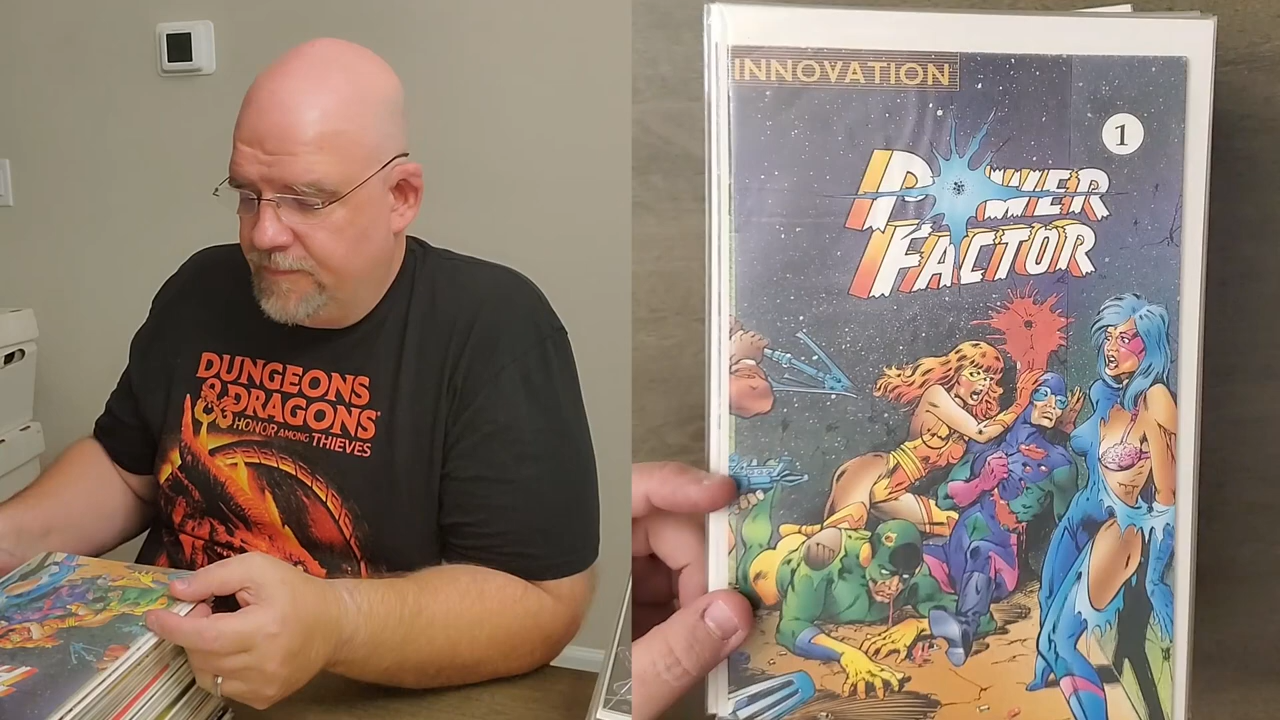 DUNGEONS
& DRAGONS
HONOR AMONG THIEVES
INNOVATION
1
POWER
FACTOR